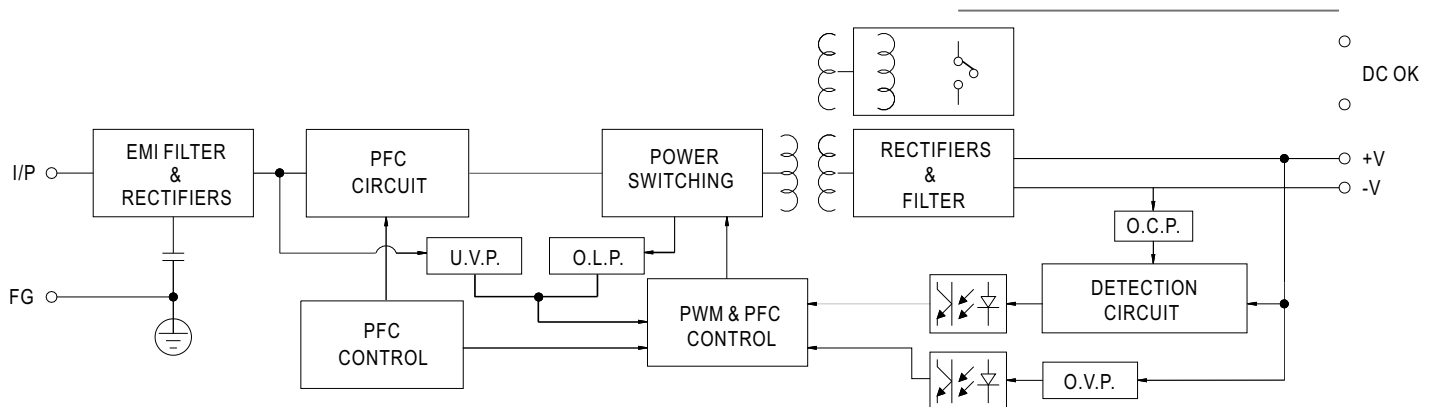 DC OK
I/P
EMI FILTER
&
RECTIFIERS
PFC
CIRCUIT
POWER
SWITCHING
RECTIFIERS
&
FILTER
+V
-V
O.C.P.
U.V.P.
O.L.P.
FG
PFC
CONTROL
PWM & PFC
CONTROL
DETECTION
CIRCUIT
O.V.P.